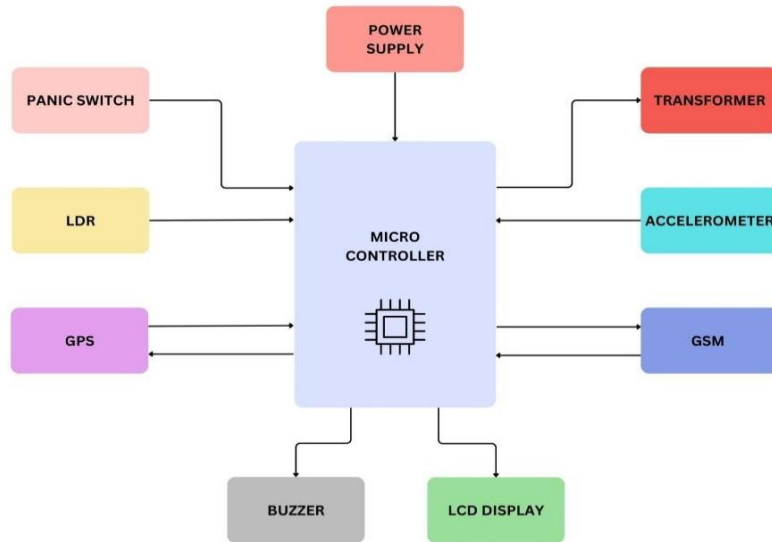 POWER
SUPPLY
PANIC SWITCH
TRANSFORMER
LDR
ACCELEROMETER
MICRO
CONTROLLER
GPS
GSM
BUZZER
LCD DISPLAY